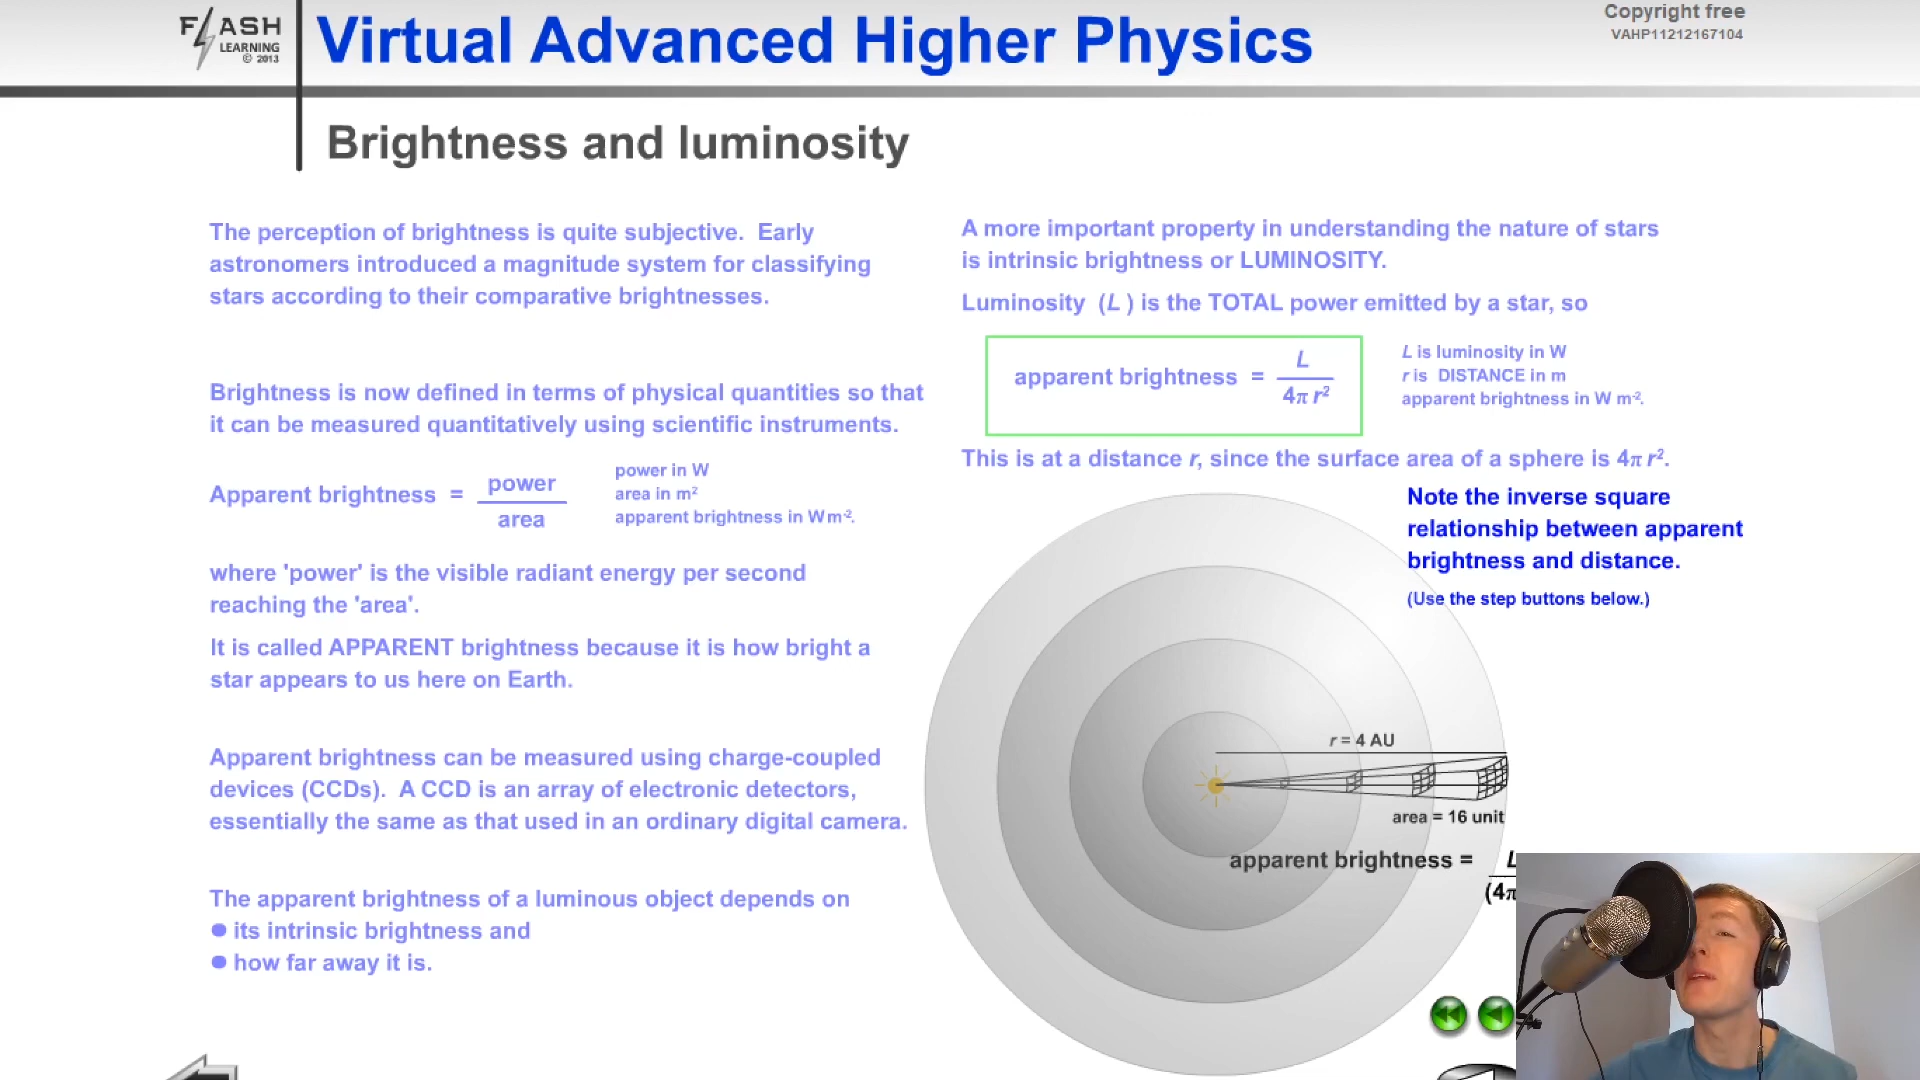 FLASH
LEARNING
© 2013
Virtual Advanced Higher Physics
Copyright free
VAHP11212167104
Brightness and luminosity
The perception of brightness is quite subjective. Early
astronomers introduced a magnitude system for classifying
stars according to their comparative brightnesses.
Brightness is now defined in terms of physical quantities so that
it can be measured quantitatively using scientific instruments.
Apparent brightness = power / area
power in W
area in m²
apparent brightness in W m⁻².
where 'power' is the visible radiant energy per second
reaching the 'area'.
It is called APPARENT brightness because it is how bright a
star appears to us here on Earth.
Apparent brightness can be measured using charge-coupled
devices (CCDs). A CCD is an array of electronic detectors,
essentially the same as that used in an ordinary digital camera.
The apparent brightness of a luminous object depends on
● its intrinsic brightness and
● how far away it is.
A more important property in understanding the nature of stars
is intrinsic brightness or LUMINOSITY.
Luminosity (L ) is the TOTAL power emitted by a star, so
apparent brightness = L / 4π r²
L is luminosity in W
r is DISTANCE in m
apparent brightness in W m⁻².
This is at a distance r, since the surface area of a sphere is 4π r².
Note the inverse square
relationship between apparent
brightness and distance.
(Use the step buttons below.)
r = 4 AU
area = 16 unit
apparent brightness = L
(4π